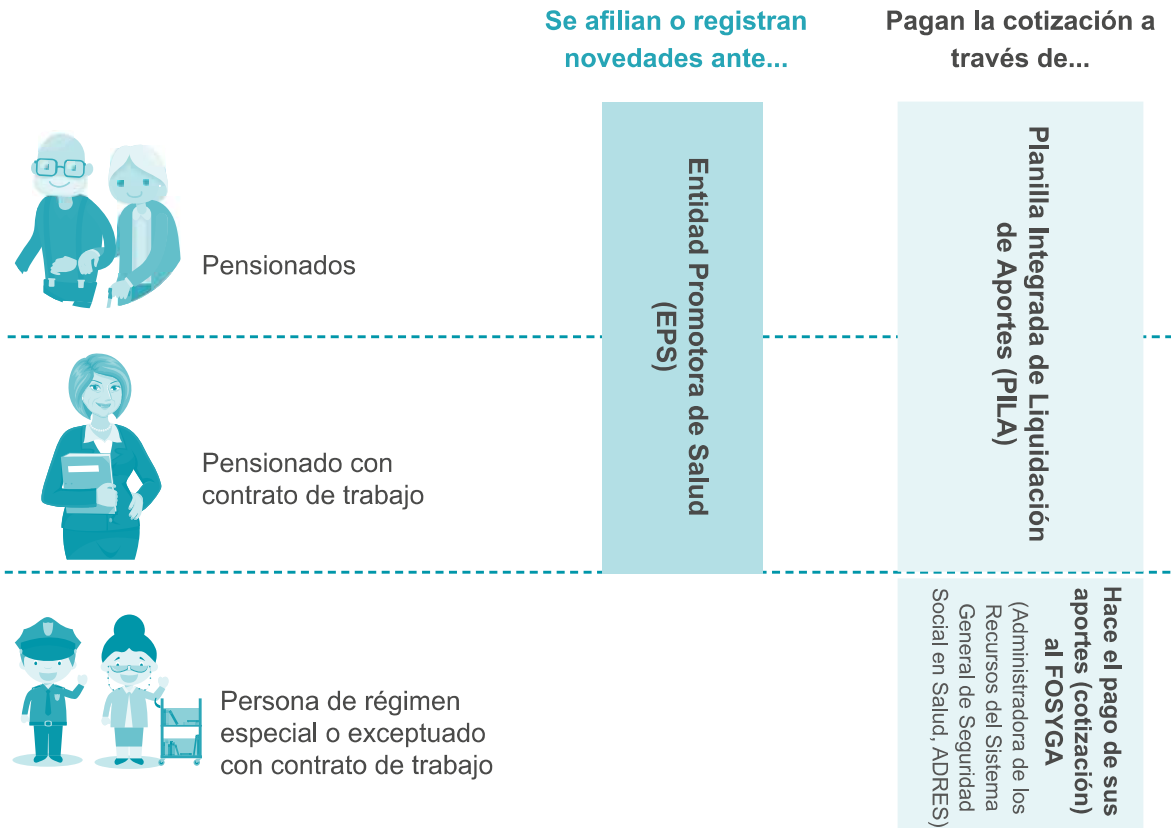 Se afilian o registran
novedades ante...
Pagan la cotización a
través de...
Pensionados
Entidad Promotora de Salud
(EPS)
Planilla Integrada de Liquidación
de Aportes (PILA)
Pensionado con
contrato de trabajo
Persona de régimen
especial o exceptuado
con contrato de trabajo
Hace el pago de sus
aportes (cotización)
al FOSYGA
(Administradora de los
Recursos del Sistema
General de Seguridad
Social en Salud, ADRES)